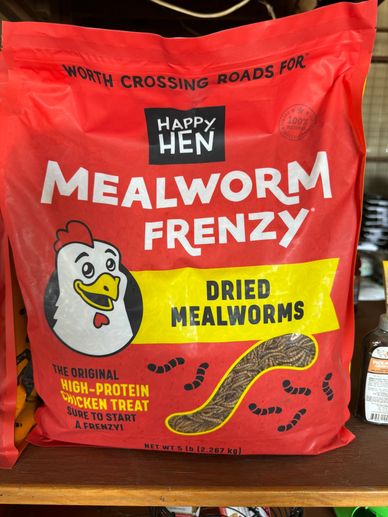 WORTH CROSSING ROADS FOR
HAPPY
HEN
100%
MEALWORM
FRENZY
DRIED
MEALWORMS
THE ORIGINAL
HIGH-PROTEIN
CHICKEN TREAT
SURE TO START
A FRENZY!
NET WT 5 lb (2.267 kg)